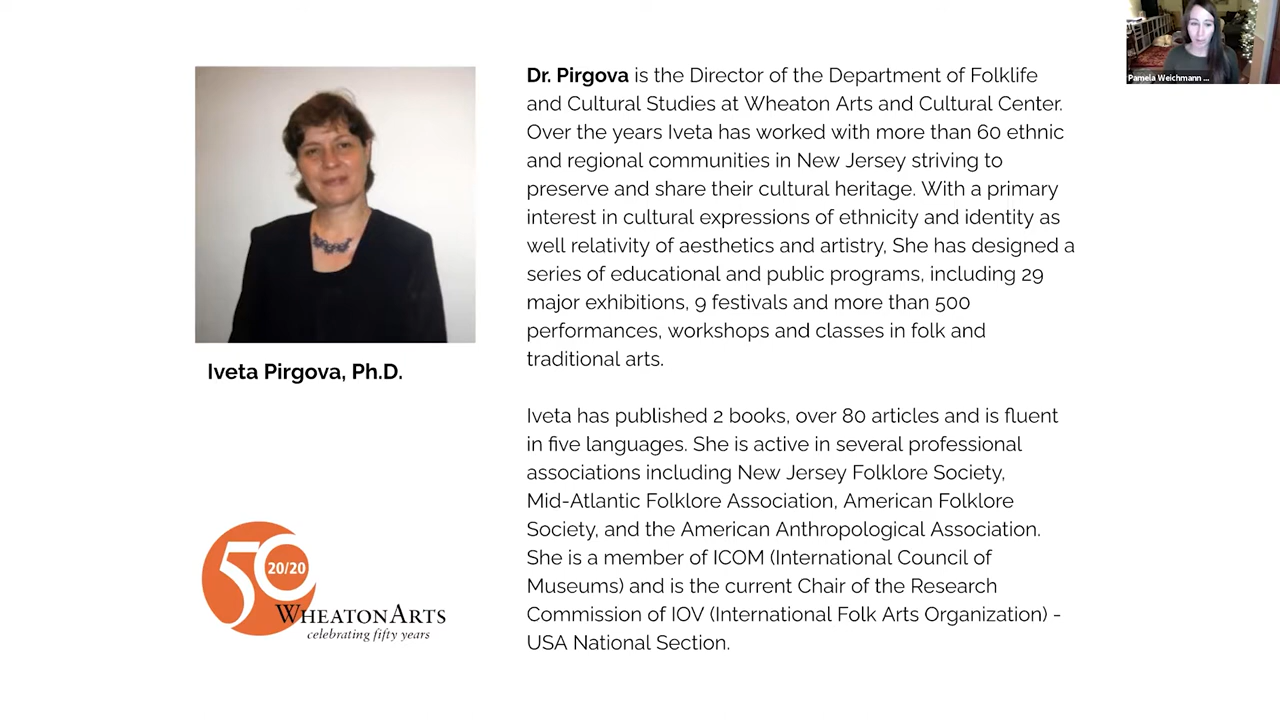 Pamela Weichmann ...
Dr. Pirgova is the Director of the Department of Folklife
and Cultural Studies at Wheaton Arts and Cultural Center.
Over the years Iveta has worked with more than 60 ethnic
and regional communities in New Jersey striving to
preserve and share their cultural heritage. With a primary
interest in cultural expressions of ethnicity and identity as
well relativity of aesthetics and artistry, She has designed a
series of educational and public programs, including 29
major exhibitions, 9 festivals and more than 500
performances, workshops and classes in folk and
traditional arts.
Iveta Pirgova, Ph.D.
Iveta has published 2 books, over 80 articles and is fluent
in five languages. She is active in several professional
associations including New Jersey Folklore Society,
Mid-Atlantic Folklore Association, American Folklore
Society, and the American Anthropological Association.
She is a member of ICOM (International Council of
Museums) and is the current Chair of the Research
Commission of IOV (International Folk Arts Organization) -
USA National Section.
50
20/20
WHEATONARTS
celebrating fifty years